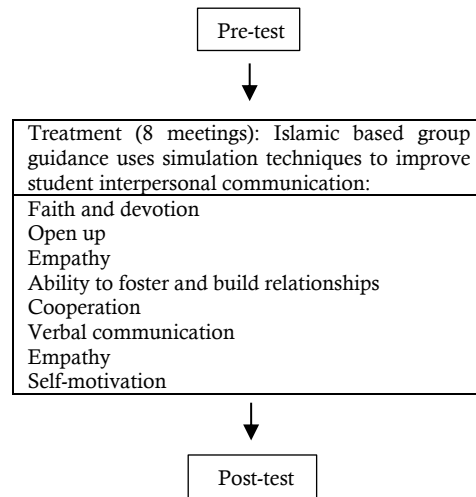 Pre-test
Treatment (8 meetings): Islamic based group
guidance uses simulation techniques to improve
student interpersonal communication:
Faith and devotion
Open up
Empathy
Ability to foster and build relationships
Cooperation
Verbal communication
Empathy
Self-motivation
Post-test